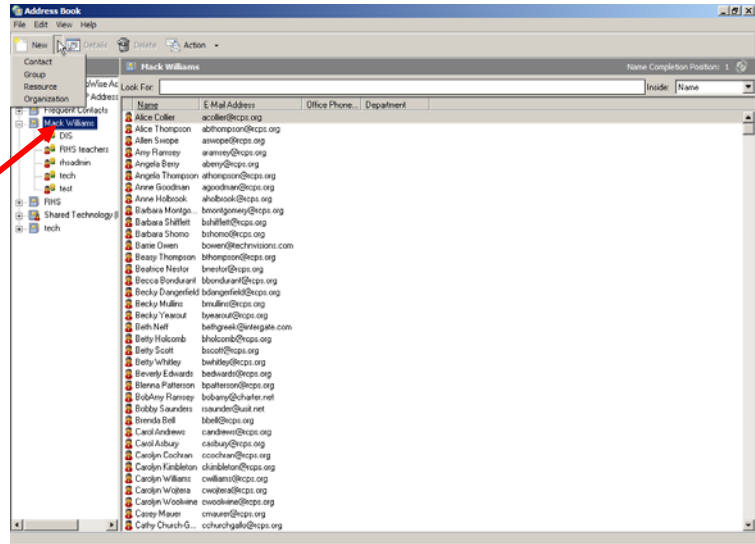 Address Book
File Edit View Help
New Details Delete Action
Contact
Group
Resource
Organization
Mack Williams
Name Completion Position: 1
Look For: Inside: Name
Address
Frequent Contacts
Mack Williams
DIS
RHS teachers
rhsadmin
tech
test
RHS
Shared Technology
tech
Name E-Mail Address Office Phone... Department
Alice Collier acollier@rcps.org
Alice Thompson abthompson@rcps.org
Allen Swope aswope@rcps.org
Amy Ramsey aramsey@rcps.org
Angela Berry aberry@rcps.org
Angela Thompson athompson@rcps.org
Anne Goodman agoodman@rcps.org
Anne Holbrook aholbrook@rcps.org
Barbara Montgo... bmontgomery@rcps.org
Barbara Shifflett bshifflett@rcps.org
Barbara Shomo bshomo@rcps.org
Barrie Owen bowen@technvisions.com
Beasy Thompson bthompson@rcps.org
Beatrice Nestor bnestor@rcps.org
Becca Bondurant bbondurant@rcps.org
Becky Dangerfield bdangerfield@rcps.org
Becky Mullins bmullins@rcps.org
Becky Yearout byearout@rcps.org
Beth Neff bethgreek@intergate.com
Betty Holcomb bholcomb@rcps.org
Betty Scott bscott@rcps.org
Betty Whitley bwhitley@rcps.org
Beverly Edwards bedwards@rcps.org
Blenna Patterson bpatterson@rcps.org
BobAmy Ramsey bobamy@charter.net
Bobby Saunders rsaunder@usit.net
Brenda Bell bbell@rcps.org
Carol Andrews candrews@rcps.org
Carol Asbury casbury@rcps.org
Carolyn Cochran ccochran@rcps.org
Carolyn Kimbleton ckimbleton@rcps.org
Carolyn Williams cwilliams@rcps.org
Carolyn Wojtera cwojtera@rcps.org
Carolyn Woolwine cwoolwine@rcps.org
Casey Mauer cmaurer@rcps.org
Cathy Church-G... cchurchgallo@rcps.org